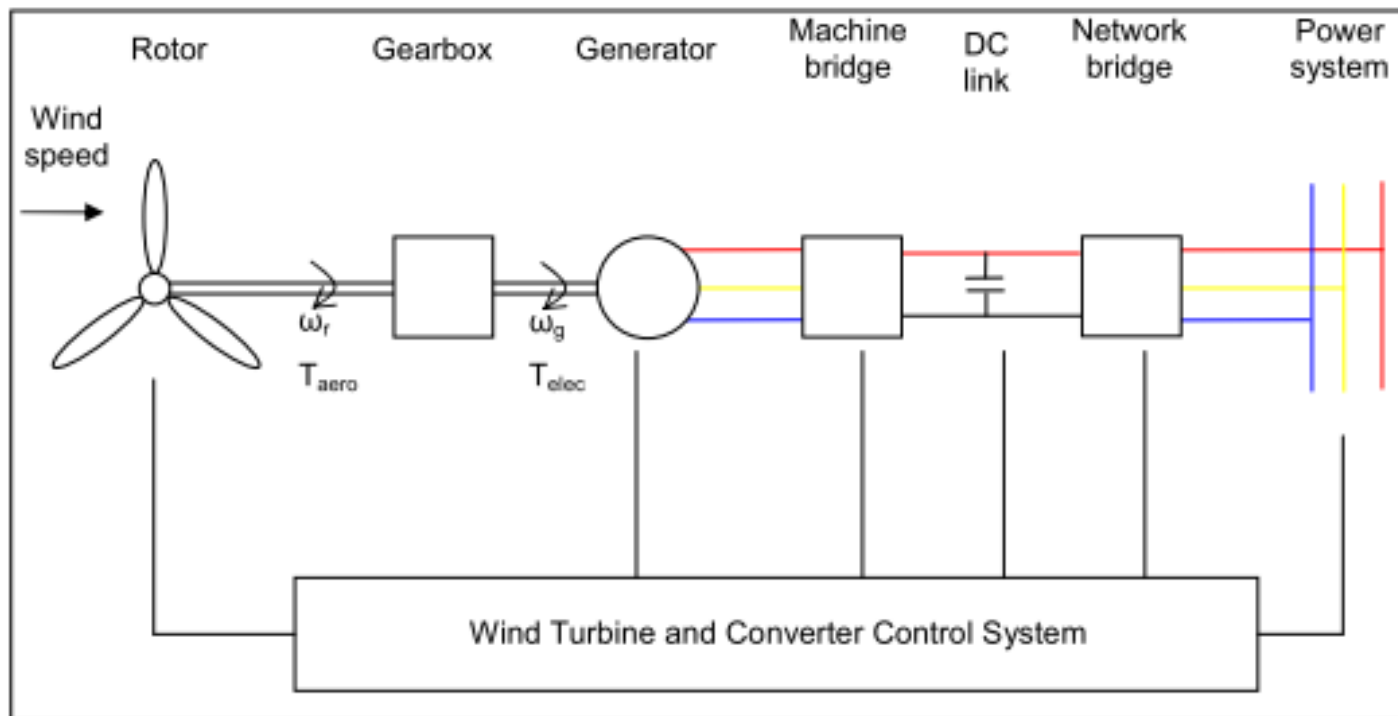 Rotor
Gearbox
Generator
Machine
bridge
DC
link
Network
bridge
Power
system
Wind
speed
ωr
Taero
ωg
Telec
Wind Turbine and Converter Control System